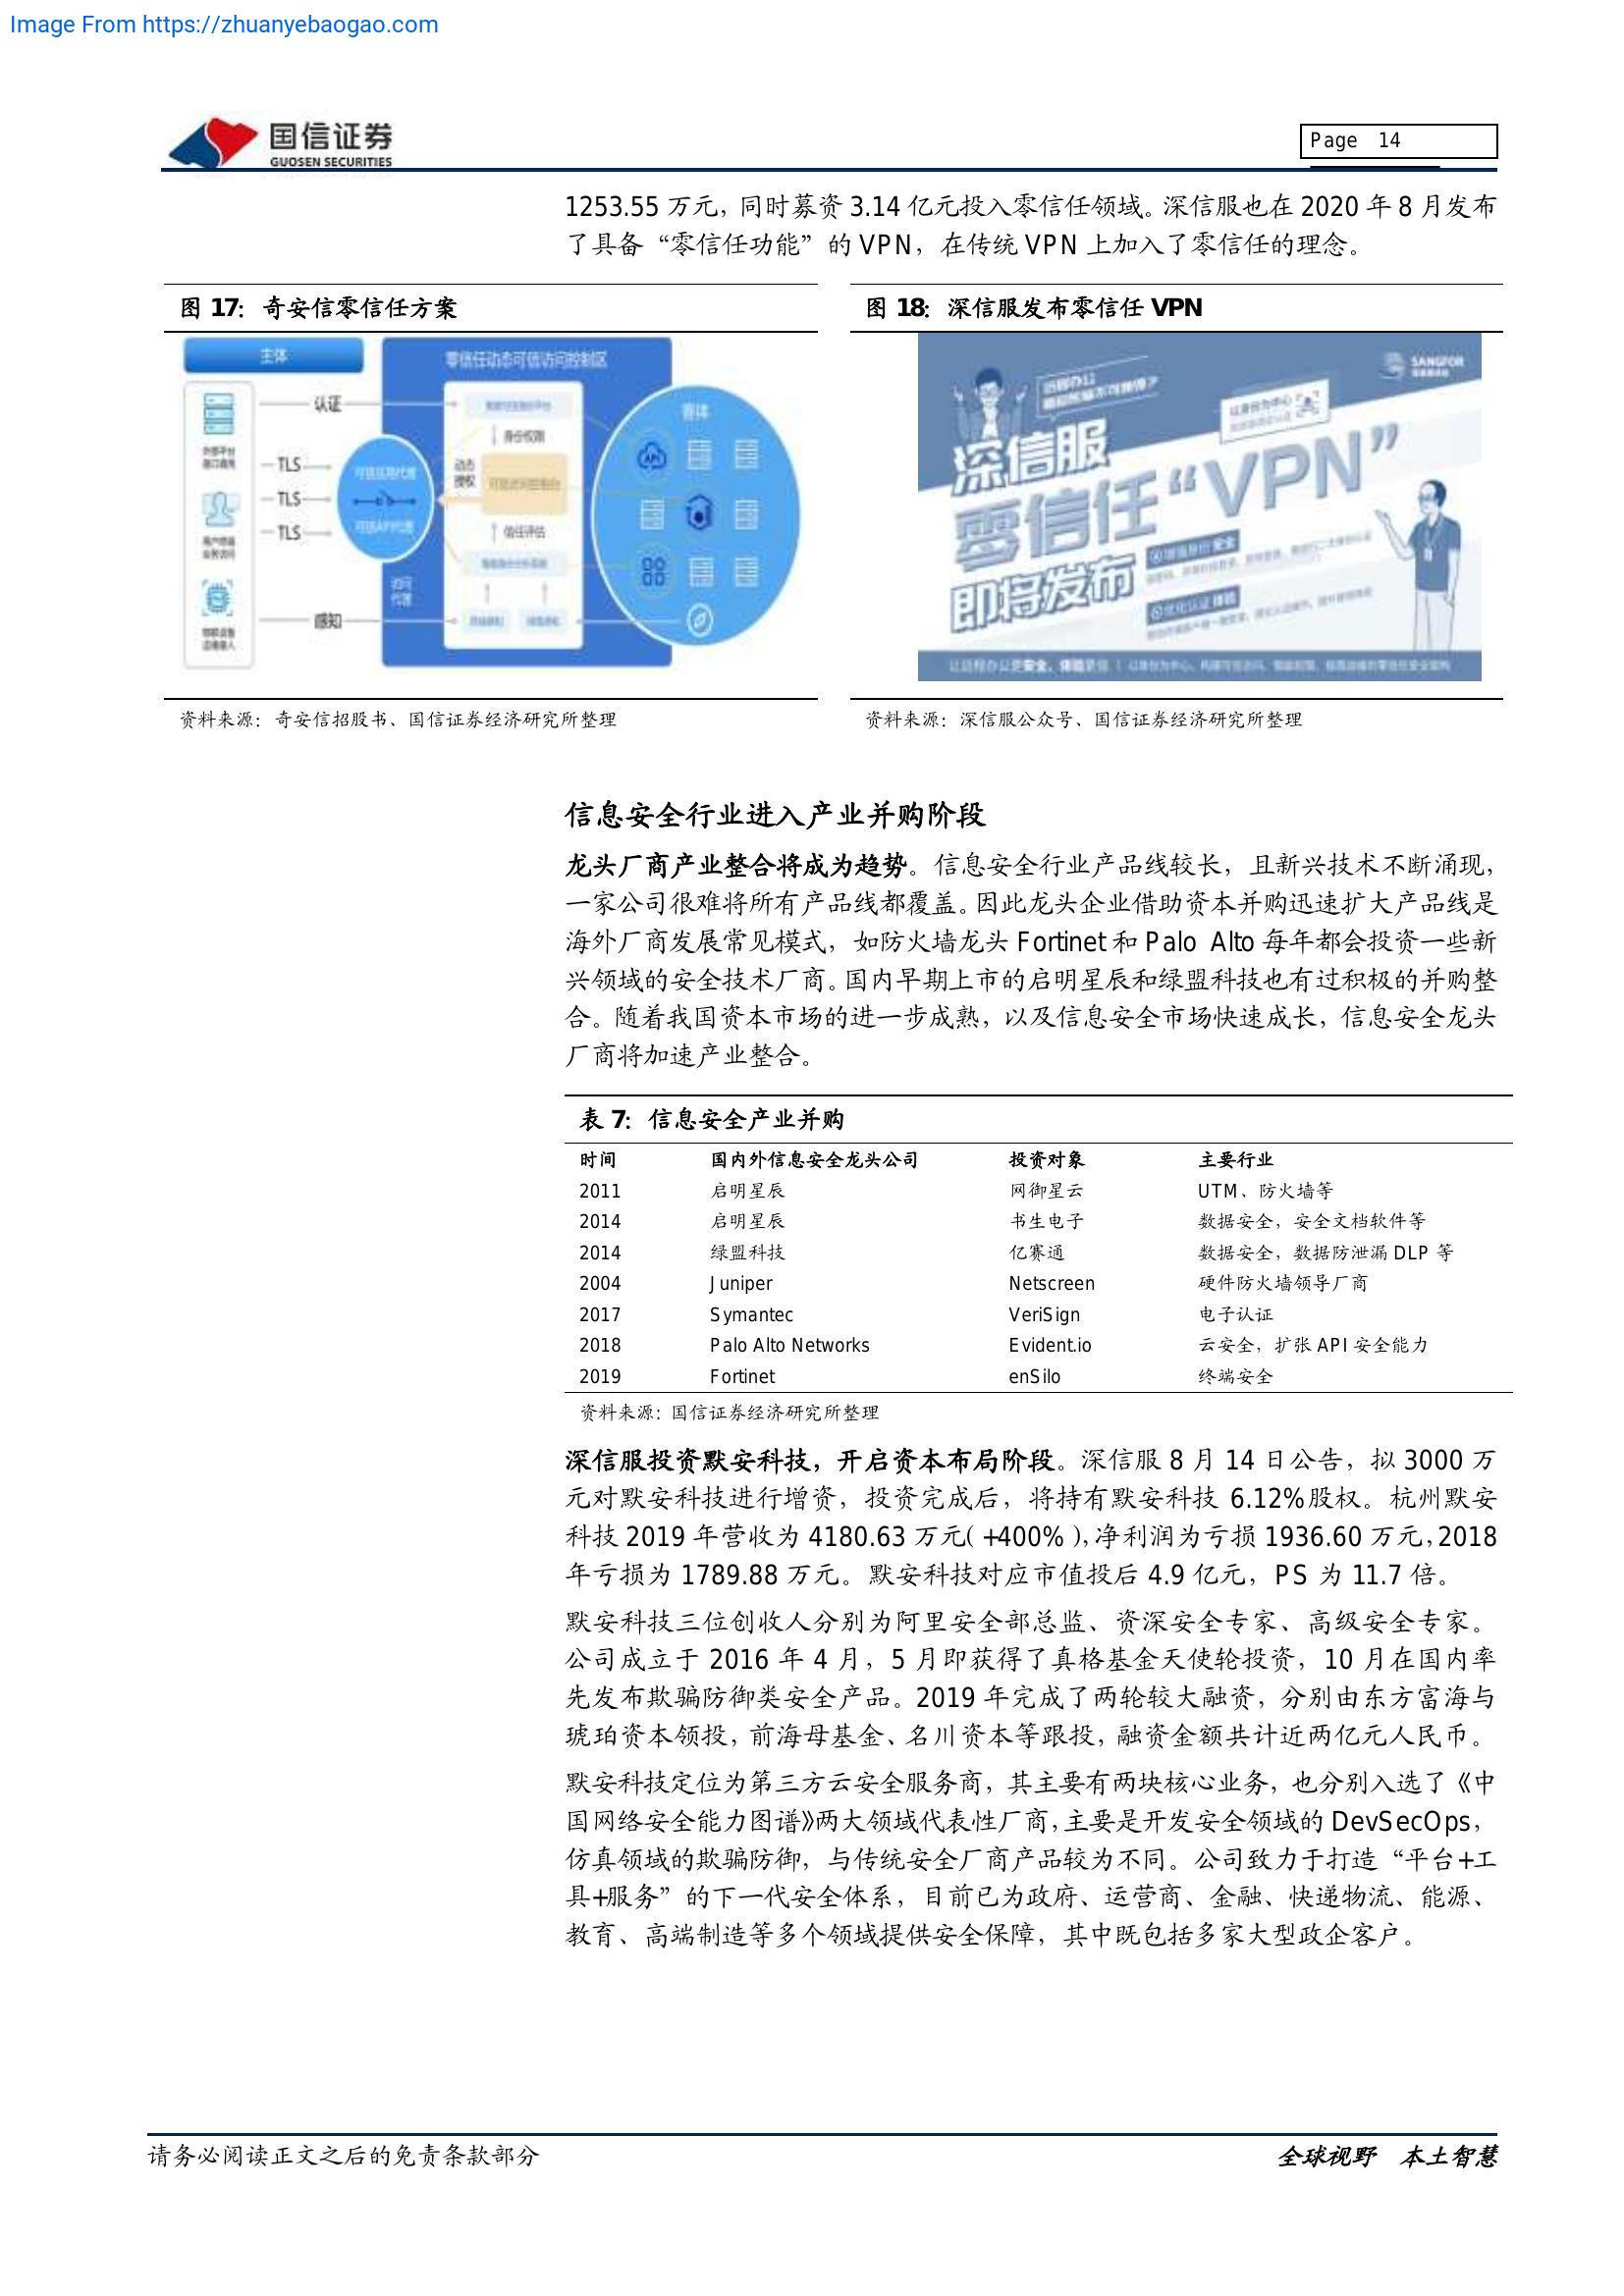 Image From https://zhuanyebaogao.com
国信证券
GUOSEN SECURITIES
Page 14
1253.55 万元，同时募资 3.14 亿元投入零信任领域。深信服也在 2020 年 8 月发布
了具备“零信任功能”的 VPN，在传统 VPN 上加入了零信任的理念。
图 17：奇安信零信任方案
主体
零信任动态可信访问控制区
认证
TLS
TLS
TLS
感知
身份权限
动态
授权
信任评估
访问
代理
客体
API
资料来源：奇安信招股书、国信证券经济研究所整理
图 18：深信服发布零信任 VPN
SANGFOR
深信服
零信任“VPN”
即将发布
资料来源：深信服公众号、国信证券经济研究所整理
信息安全行业进入产业并购阶段
龙头厂商产业整合将成为趋势。信息安全行业产品线较长，且新兴技术不断涌现，
一家公司很难将所有产品线都覆盖。因此龙头企业借助资本并购迅速扩大产品线是
海外厂商发展常见模式，如防火墙龙头 Fortinet 和 Palo Alto 每年都会投资一些新
兴领域的安全技术厂商。国内早期上市的启明星辰和绿盟科技也有过积极的并购整
合。随着我国资本市场的进一步成熟，以及信息安全市场快速成长，信息安全龙头
厂商将加速产业整合。
表 7：信息安全产业并购
时间 国内外信息安全龙头公司 投资对象 主要行业
2011 启明星辰 网御星云 UTM、防火墙等
2014 启明星辰 书生电子 数据安全，安全文档软件等
2014 绿盟科技 亿赛通 数据安全，数据防泄漏 DLP 等
2004 Juniper Netscreen 硬件防火墙领导厂商
2017 Symantec VeriSign 电子认证
2018 Palo Alto Networks Evident.io 云安全，扩张 API 安全能力
2019 Fortinet enSilo 终端安全
资料来源：国信证券经济研究所整理
深信服投资默安科技，开启资本布局阶段。深信服 8 月 14 日公告，拟 3000 万
元对默安科技进行增资，投资完成后，将持有默安科技 6.12%股权。杭州默安
科技 2019 年营收为 4180.63 万元（+400%），净利润为亏损 1936.60 万元，2018
年亏损为 1789.88 万元。默安科技对应市值投后 4.9 亿元，PS 为 11.7 倍。
默安科技三位创收人分别为阿里安全部总监、资深安全专家、高级安全专家。
公司成立于 2016 年 4 月，5 月即获得了真格基金天使轮投资，10 月在国内率
先发布欺骗防御类安全产品。2019 年完成了两轮较大融资，分别由东方富海与
琥珀资本领投，前海母基金、名川资本等跟投，融资金额共计近两亿元人民币。
默安科技定位为第三方云安全服务商，其主要有两块核心业务，也分别入选了《中
国网络安全能力图谱》两大领域代表性厂商，主要是开发安全领域的 DevSecOps，
仿真领域的欺骗防御，与传统安全厂商产品较为不同。公司致力于打造“平台+工
具+服务”的下一代安全体系，目前已为政府、运营商、金融、快递物流、能源、
教育、高端制造等多个领域提供安全保障，其中既包括多家大型政企客户。
请务必阅读正文之后的免责条款部分
全球视野 本土智慧